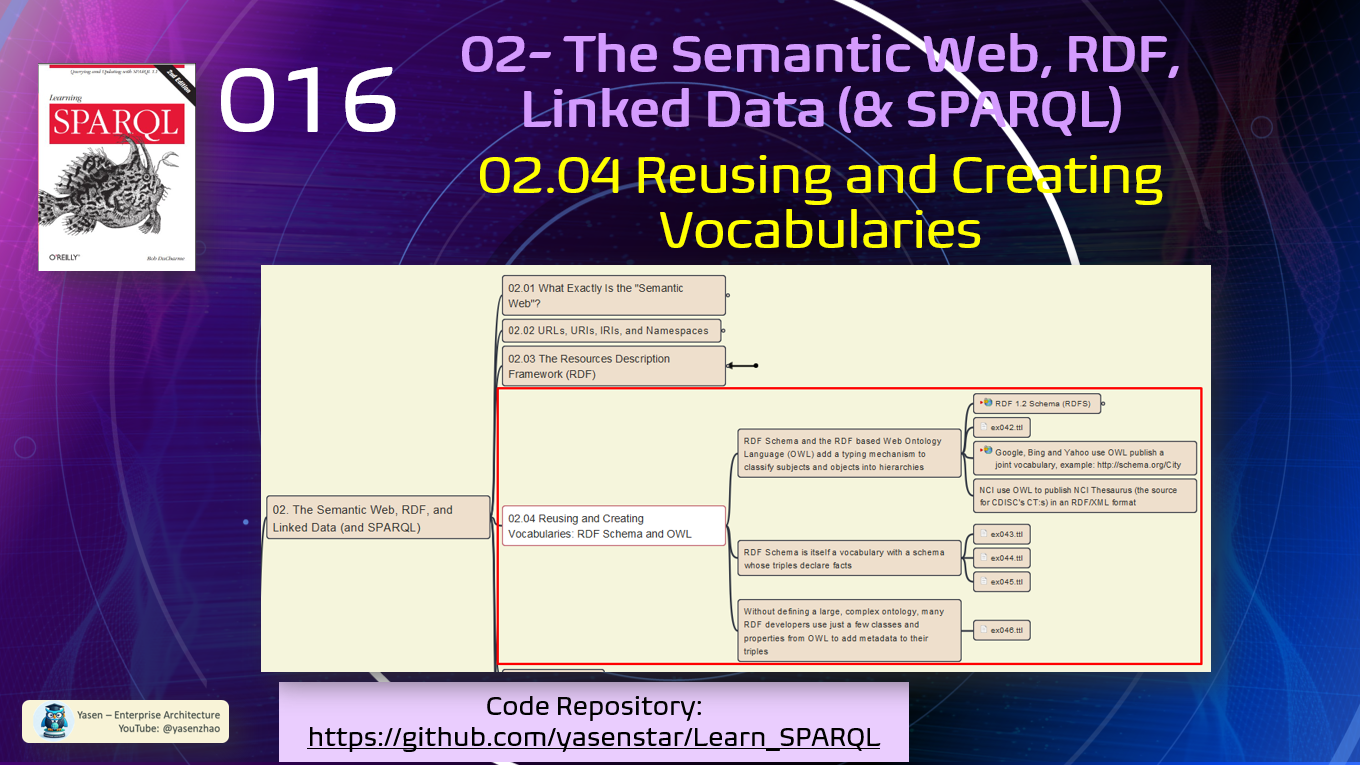 Querying and Updating with SPARQL 1.1
2nd Edition
Learning
SPARQL
O'REILLY
Bob DuCharme
016
02- The Semantic Web, RDF,
Linked Data (& SPARQL)
02.04 Reusing and Creating
Vocabularies
02.01 What Exactly Is the "Semantic
Web"?
02.02 URLs, URIs, IRIs, and Namespaces
02.03 The Resources Description
Framework (RDF)
02. The Semantic Web, RDF, and
Linked Data (and SPARQL)
02.04 Reusing and Creating
Vocabularies: RDF Schema and OWL
RDF Schema and the RDF based Web Ontology
Language (OWL) add a typing mechanism to
classify subjects and objects into hierarchies
RDF 1.2 Schema (RDFS)
ex042.ttl
Google, Bing and Yahoo use OWL publish a
joint vocabulary, example: http://schema.org/City
NCI use OWL to publish NCI Thesaurus (the source
for CDISC's CT:s) in an RDF/XML format
RDF Schema is itself a vocabulary with a schema
whose triples declare facts
ex043.ttl
ex044.ttl
ex045.ttl
Without defining a large, complex ontology, many
RDF developers use just a few classes and
properties from OWL to add metadata to their
triples
ex046.ttl
Yasen – Enterprise Architecture
YouTube: @yasenzhao
Code Repository:
https://github.com/yasenstar/Learn_SPARQL